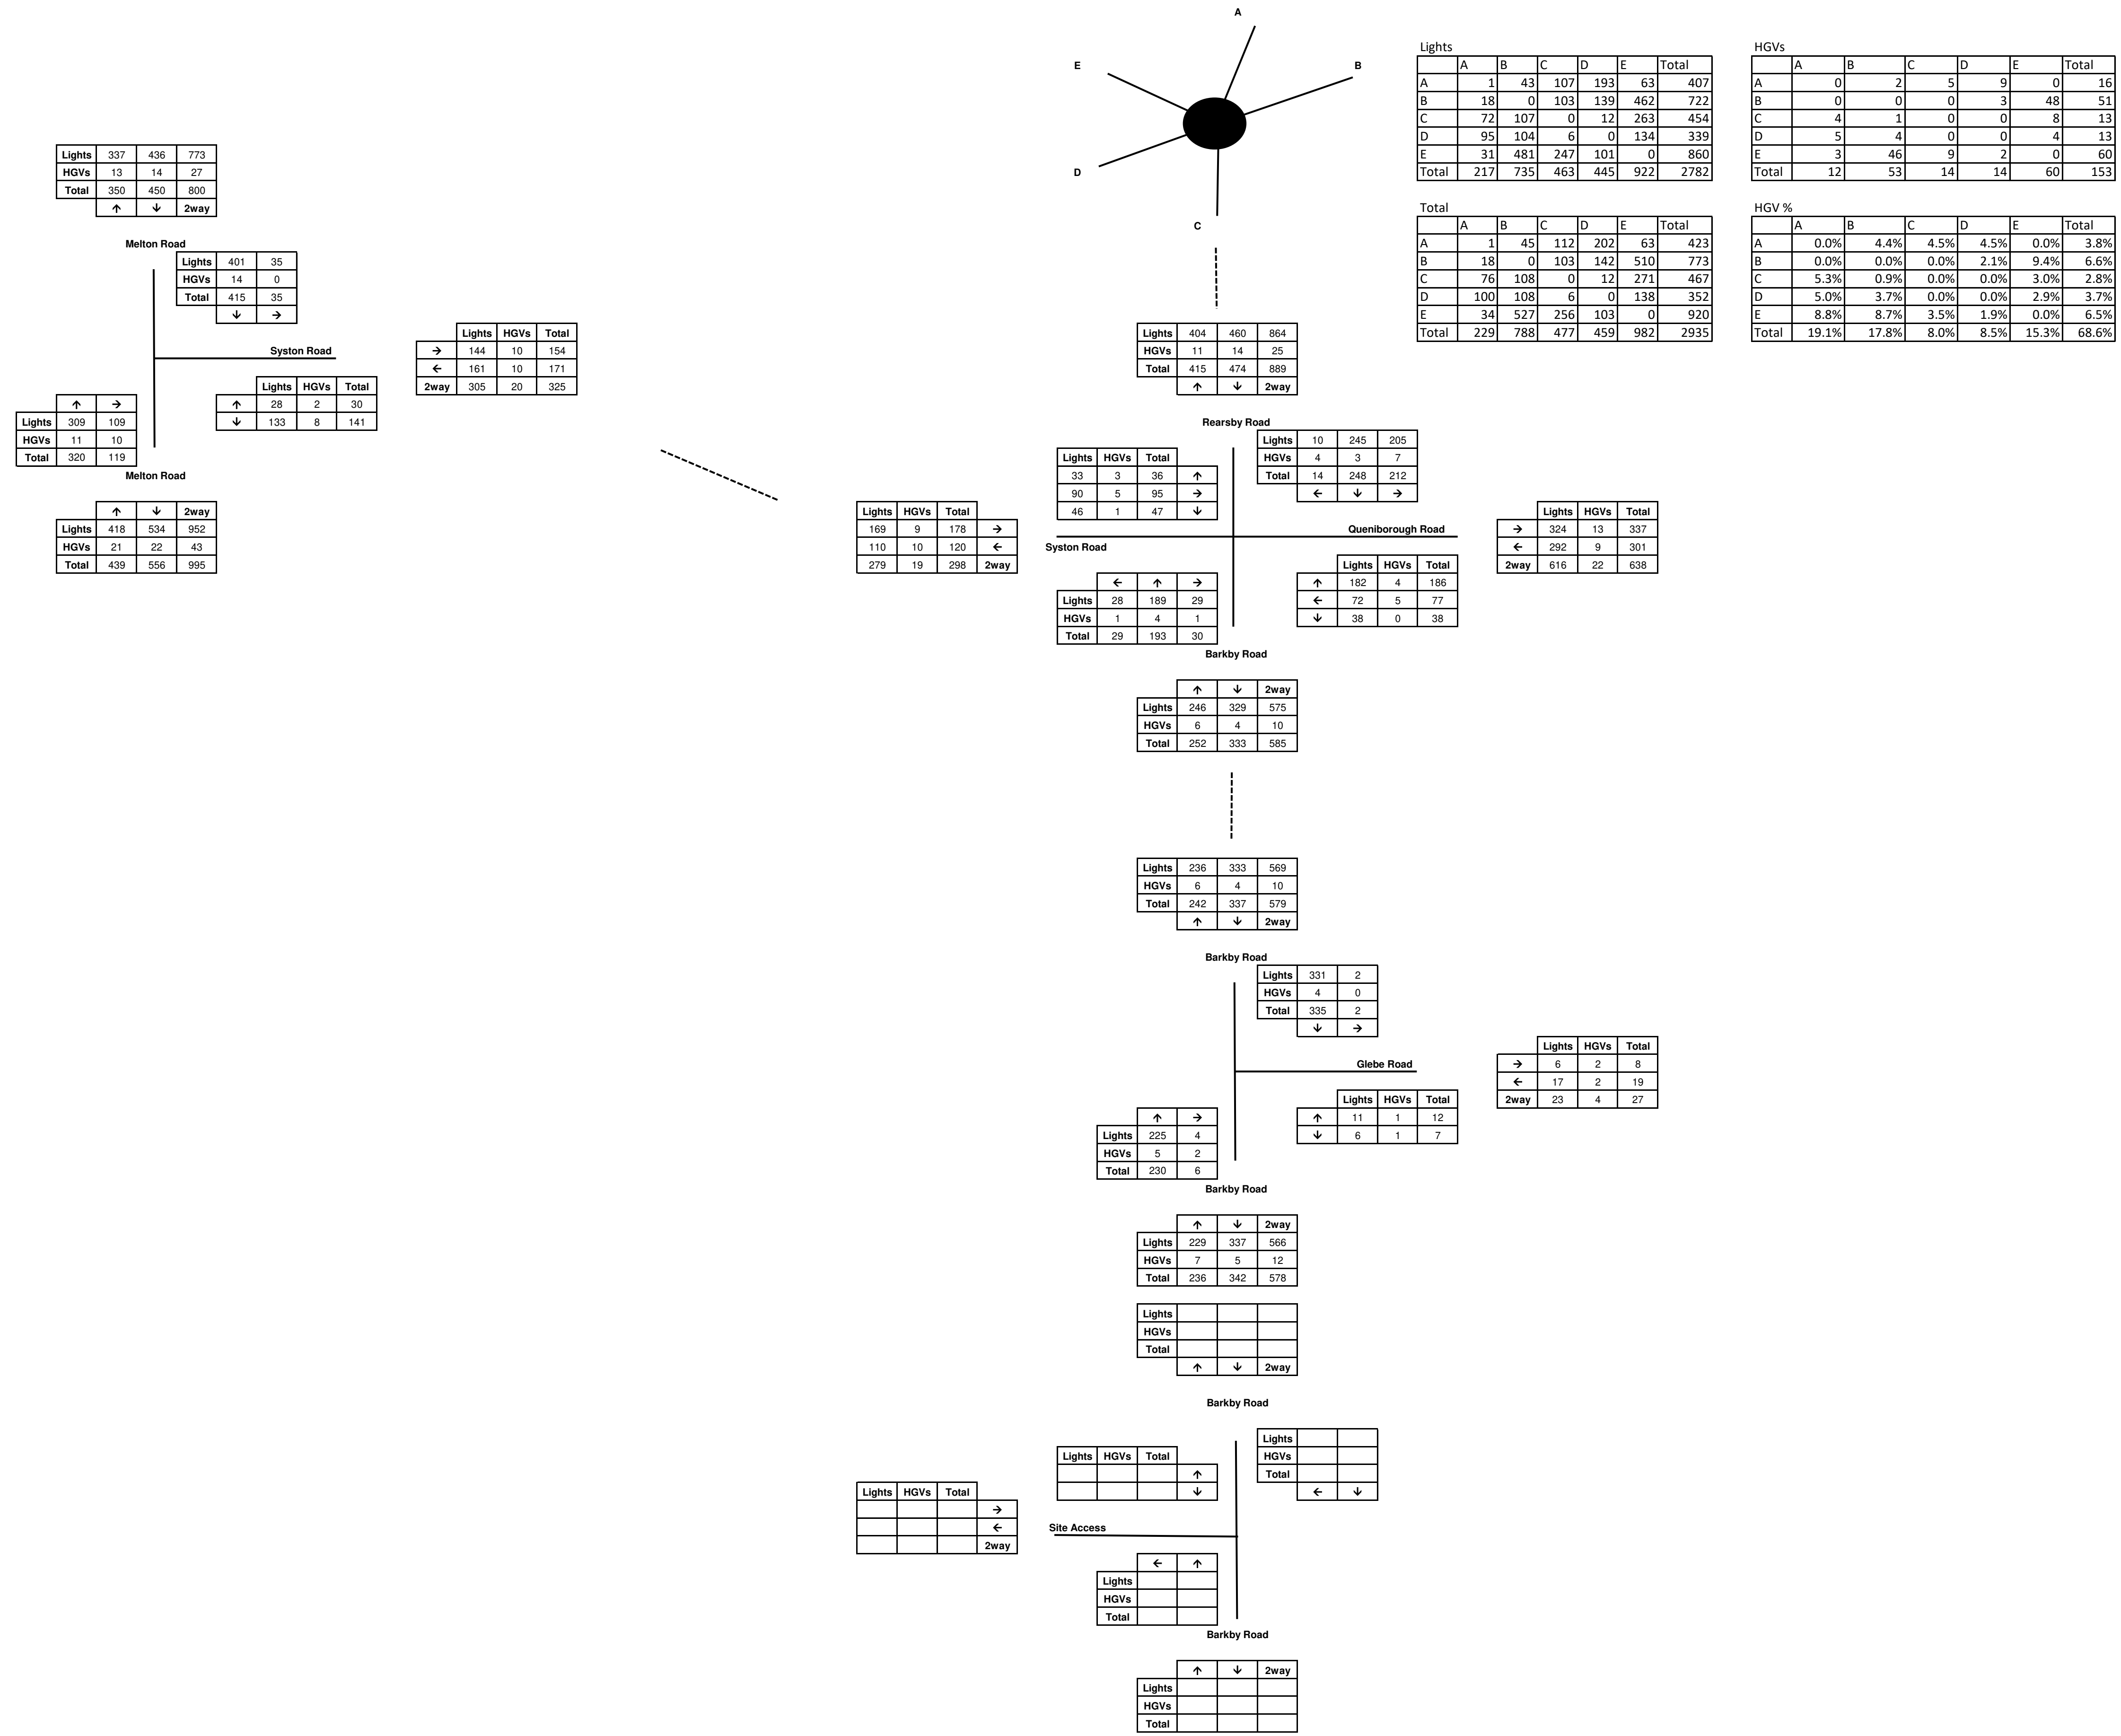 A
E
B
D
C
Lights
A B C D E Total
A 1 43 107 193 63 407
B 18 0 103 139 462 722
C 72 107 0 12 263 454
D 95 104 6 0 134 339
E 31 481 247 101 0 860
Total 217 735 463 445 922 2782
HGVs
A B C D E Total
A 0 2 5 9 0 16
B 0 0 0 3 48 51
C 4 1 0 0 8 13
D 5 4 0 0 4 13
E 3 46 9 2 0 60
Total 12 53 14 14 60 153
Total
A B C D E Total
A 1 45 112 202 63 423
B 18 0 103 142 510 773
C 76 108 0 12 271 467
D 100 108 6 0 138 352
E 34 527 256 103 0 920
Total 229 788 477 459 982 2935
HGV %
A B C D E Total
A 0.0% 4.4% 4.5% 4.5% 0.0% 3.8%
B 0.0% 0.0% 0.0% 2.1% 9.4% 6.6%
C 5.3% 0.9% 0.0% 0.0% 3.0% 2.8%
D 5.0% 3.7% 0.0% 0.0% 2.9% 3.7%
E 8.8% 8.7% 3.5% 1.9% 0.0% 6.5%
Total 19.1% 17.8% 8.0% 8.5% 15.3% 68.6%
Lights 337 436 773
HGVs 13 14 27
Total 350 450 800
↑ ↓ 2way
Melton Road
Lights 401 35
HGVs 14 0
Total 415 35
↓ →
Syston Road
Lights HGVs Total
→ 144 10 154
← 161 10 171
2way 305 20 325
Lights HGVs Total
↑ 28 2 30
↓ 133 8 141
↑ →
Lights 309 109
HGVs 11 10
Total 320 119
Melton Road
↑ ↓ 2way
Lights 418 534 952
HGVs 21 22 43
Total 439 556 995
Lights 404 460 864
HGVs 11 14 25
Total 415 474 889
↑ ↓ 2way
Rearsby Road
Lights 10 245 205
HGVs 4 3 7
Total 14 248 212
← ↓ →
Lights HGVs Total
33 3 36 ↑
90 5 95 →
46 1 47 ↓
Lights HGVs Total
169 9 178 →
110 10 120 ←
279 19 298 2way
Syston Road
Queniborough Road
Lights HGVs Total
→ 324 13 337
← 292 9 301
2way 616 22 638
Lights HGVs Total
↑ 182 4 186
← 72 5 77
↓ 38 0 38
← ↑ →
Lights 28 189 29
HGVs 1 4 1
Total 29 193 30
Barkby Road
↑ ↓ 2way
Lights 246 329 575
HGVs 6 4 10
Total 252 333 585
Lights 236 333 569
HGVs 6 4 10
Total 242 337 579
↑ ↓ 2way
Barkby Road
Lights 331 2
HGVs 4 0
Total 335 2
↓ →
Glebe Road
Lights HGVs Total
→ 6 2 8
← 17 2 19
2way 23 4 27
Lights HGVs Total
↑ 11 1 12
↓ 6 1 7
↑ →
Lights 225 4
HGVs 5 2
Total 230 6
Barkby Road
↑ ↓ 2way
Lights 229 337 566
HGVs 7 5 12
Total 236 342 578
Lights
HGVs
Total
↑ ↓ 2way
Barkby Road
Lights
HGVs
Total
← ↓
Lights HGVs Total
↑
↓
Lights HGVs Total
→
←
2way
Site Access
← ↑
Lights
HGVs
Total
Barkby Road
↑ ↓ 2way
Lights
HGVs
Total